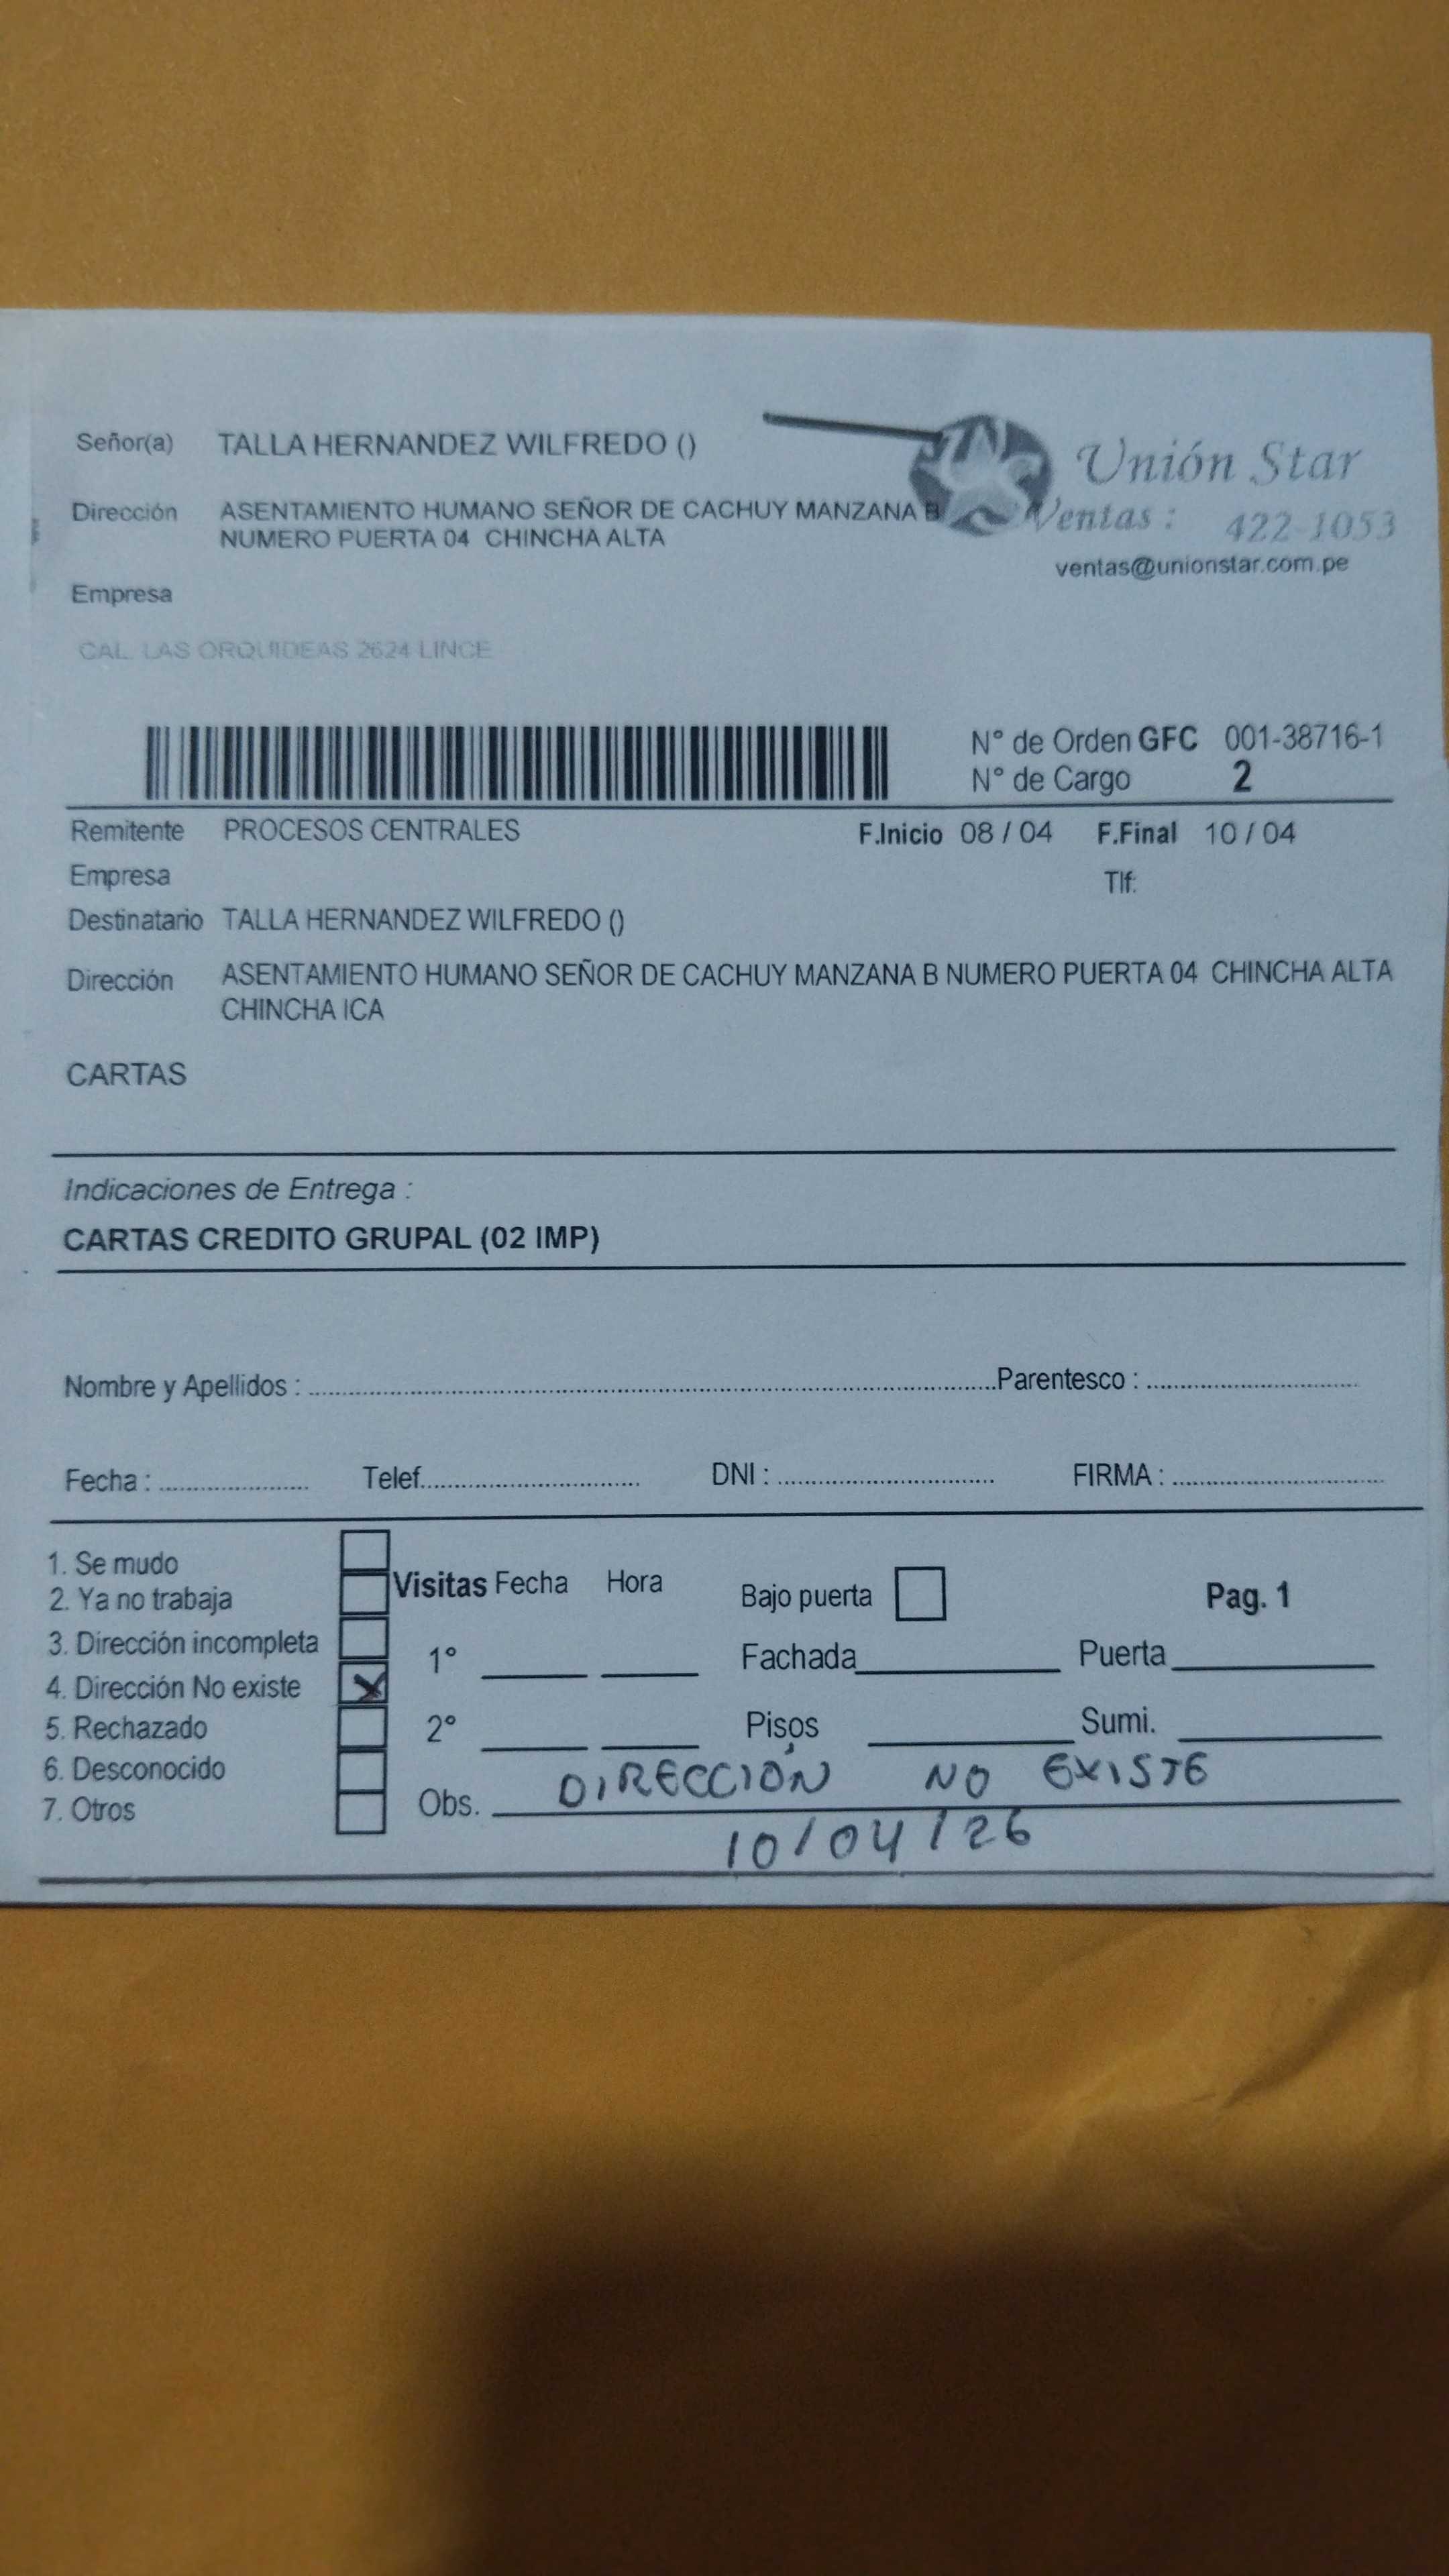 Señor(a) TALLA HERNANDEZ WILFREDO ()
Unión Star
Dirección ASENTAMIENTO HUMANO SEÑOR DE CACHUY MANZANA B
NUMERO PUERTA 04 CHINCHA ALTA
Ventas : 422-1053
ventas@unionstar.com.pe
Empresa
CAL. LAS ORQUIDEAS 2624 LINCE
N° de Orden GFC 001-38716-1
N° de Cargo 2
Remitente PROCESOS CENTRALES F.Inicio 08 / 04 F.Final 10 / 04
Empresa Tlf:
Destinatario TALLA HERNANDEZ WILFREDO ()
Dirección ASENTAMIENTO HUMANO SEÑOR DE CACHUY MANZANA B NUMERO PUERTA 04 CHINCHA ALTA
CHINCHA ICA
CARTAS
Indicaciones de Entrega :
CARTAS CREDITO GRUPAL (02 IMP)
Nombre y Apellidos : Parentesco :
Fecha : Telef. DNI : FIRMA :
1. Se mudo
2. Ya no trabaja
3. Dirección incompleta
4. Dirección No existe X
5. Rechazado
6. Desconocido
7. Otros
Visitas Fecha Hora
1°
2°
Bajo puerta Pag. 1
Fachada Puerta
Pisos Sumi.
Obs. DIRECCIÓN NO EXISTE
10/04/26